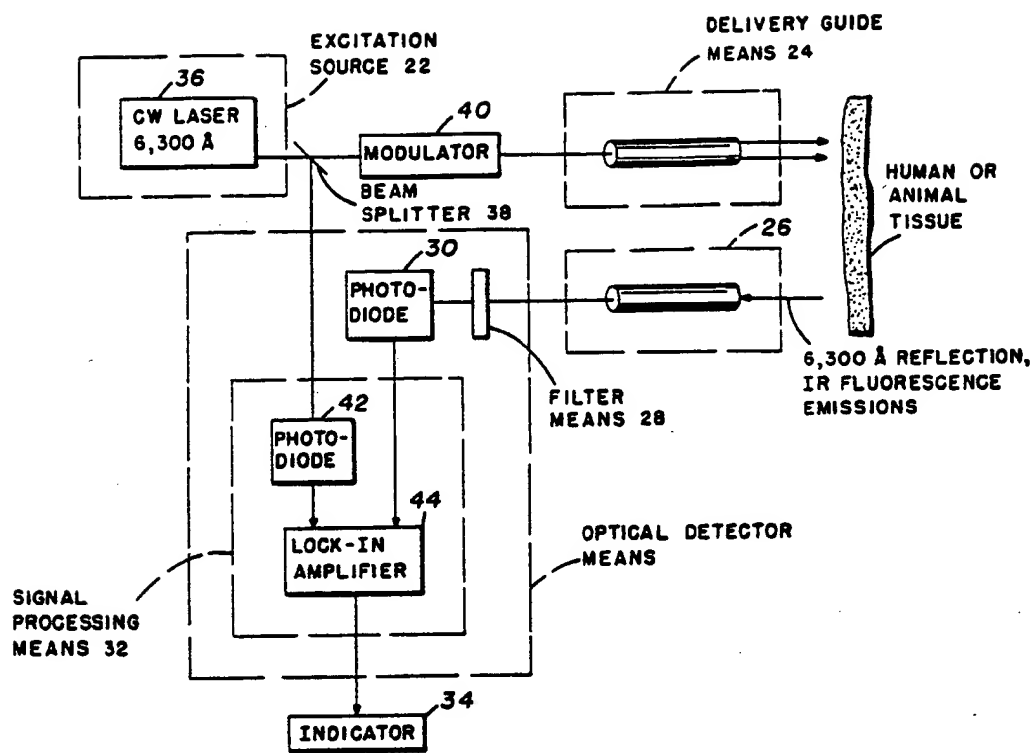 EXCITATION
SOURCE 22
DELIVERY GUIDE
MEANS 24
36
CW LASER
6,300 Å
40
MODULATOR
BEAM
SPLITTER 38
HUMAN OR
ANIMAL
TISSUE
26
30
PHOTO-
DIODE
FILTER
MEANS 28
6,300 Å REFLECTION,
IR FLUORESCENCE
EMISSIONS
42
PHOTO-
DIODE
44
LOCK-IN
AMPLIFIER
OPTICAL DETECTOR
MEANS
SIGNAL
PROCESSING
MEANS 32
34
INDICATOR